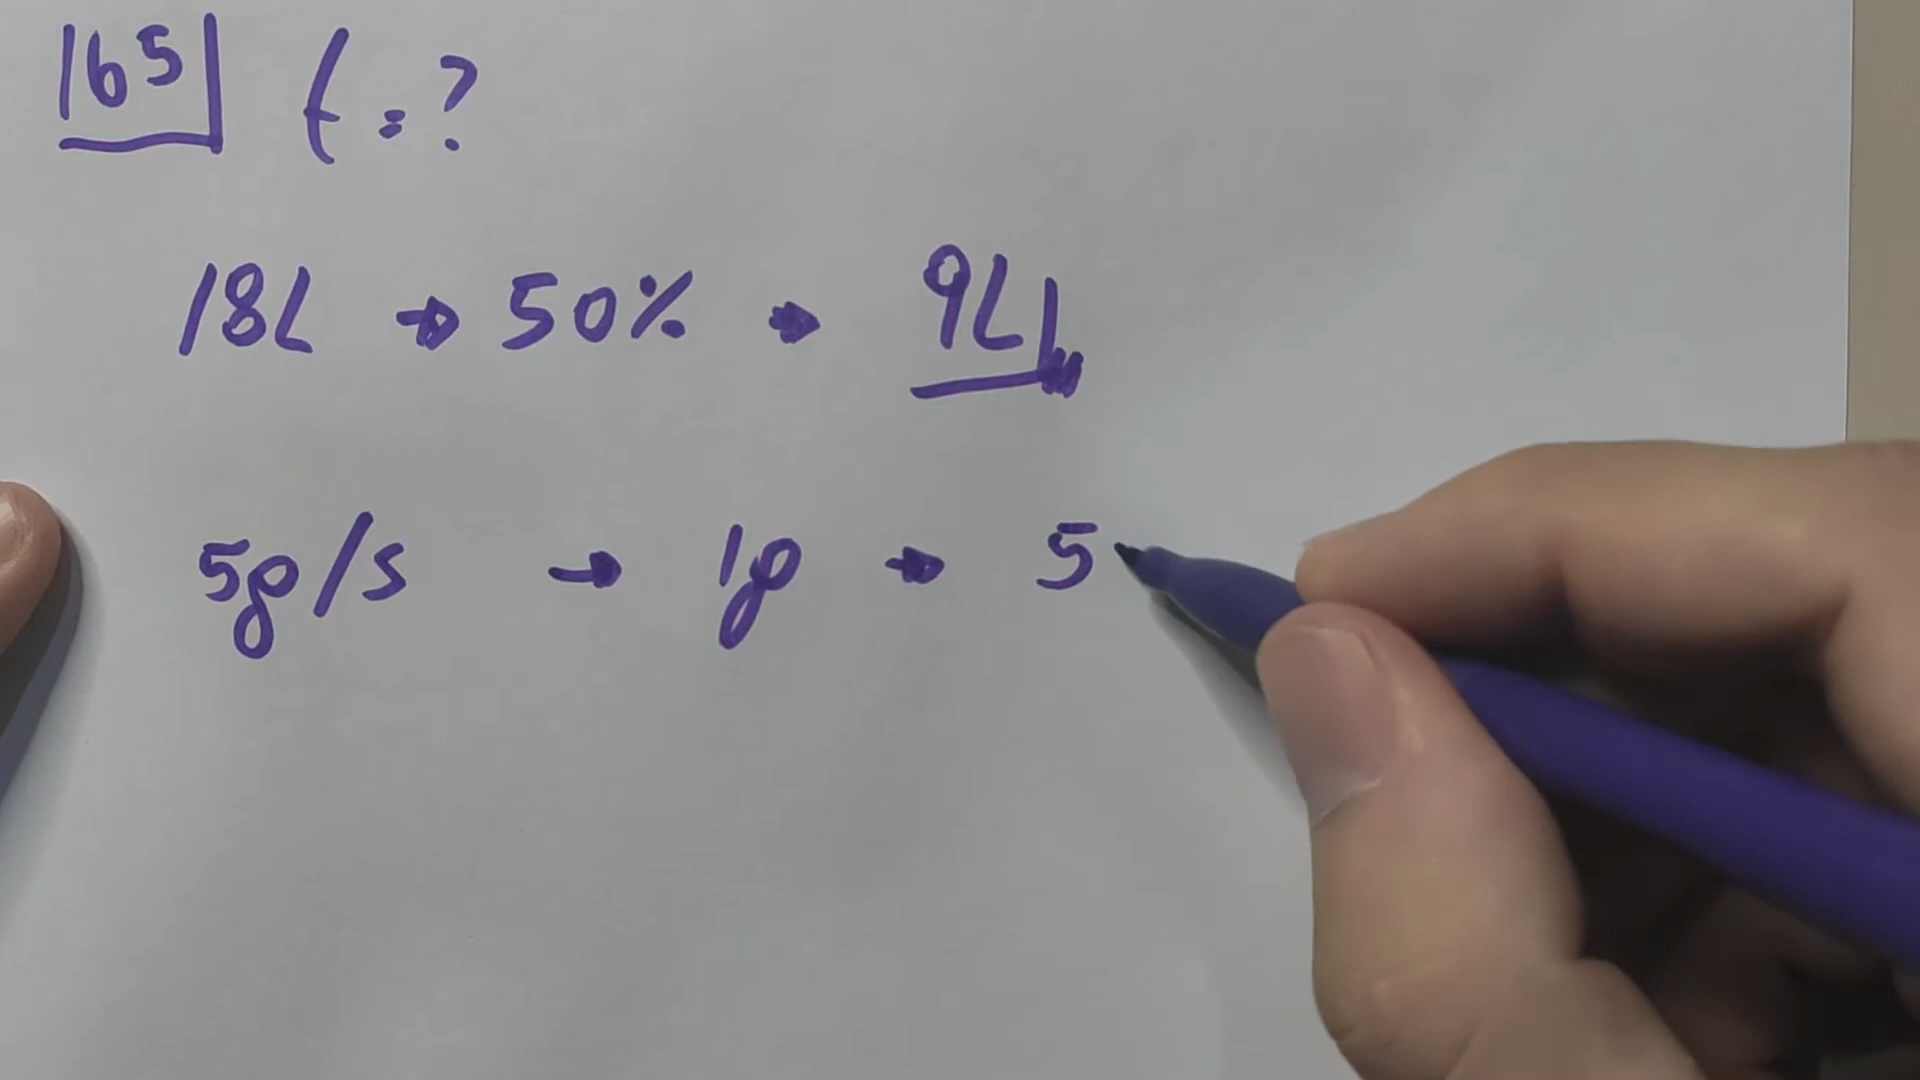 165 t = ?
18L → 50% → 9L
5g/s → 1g → 5